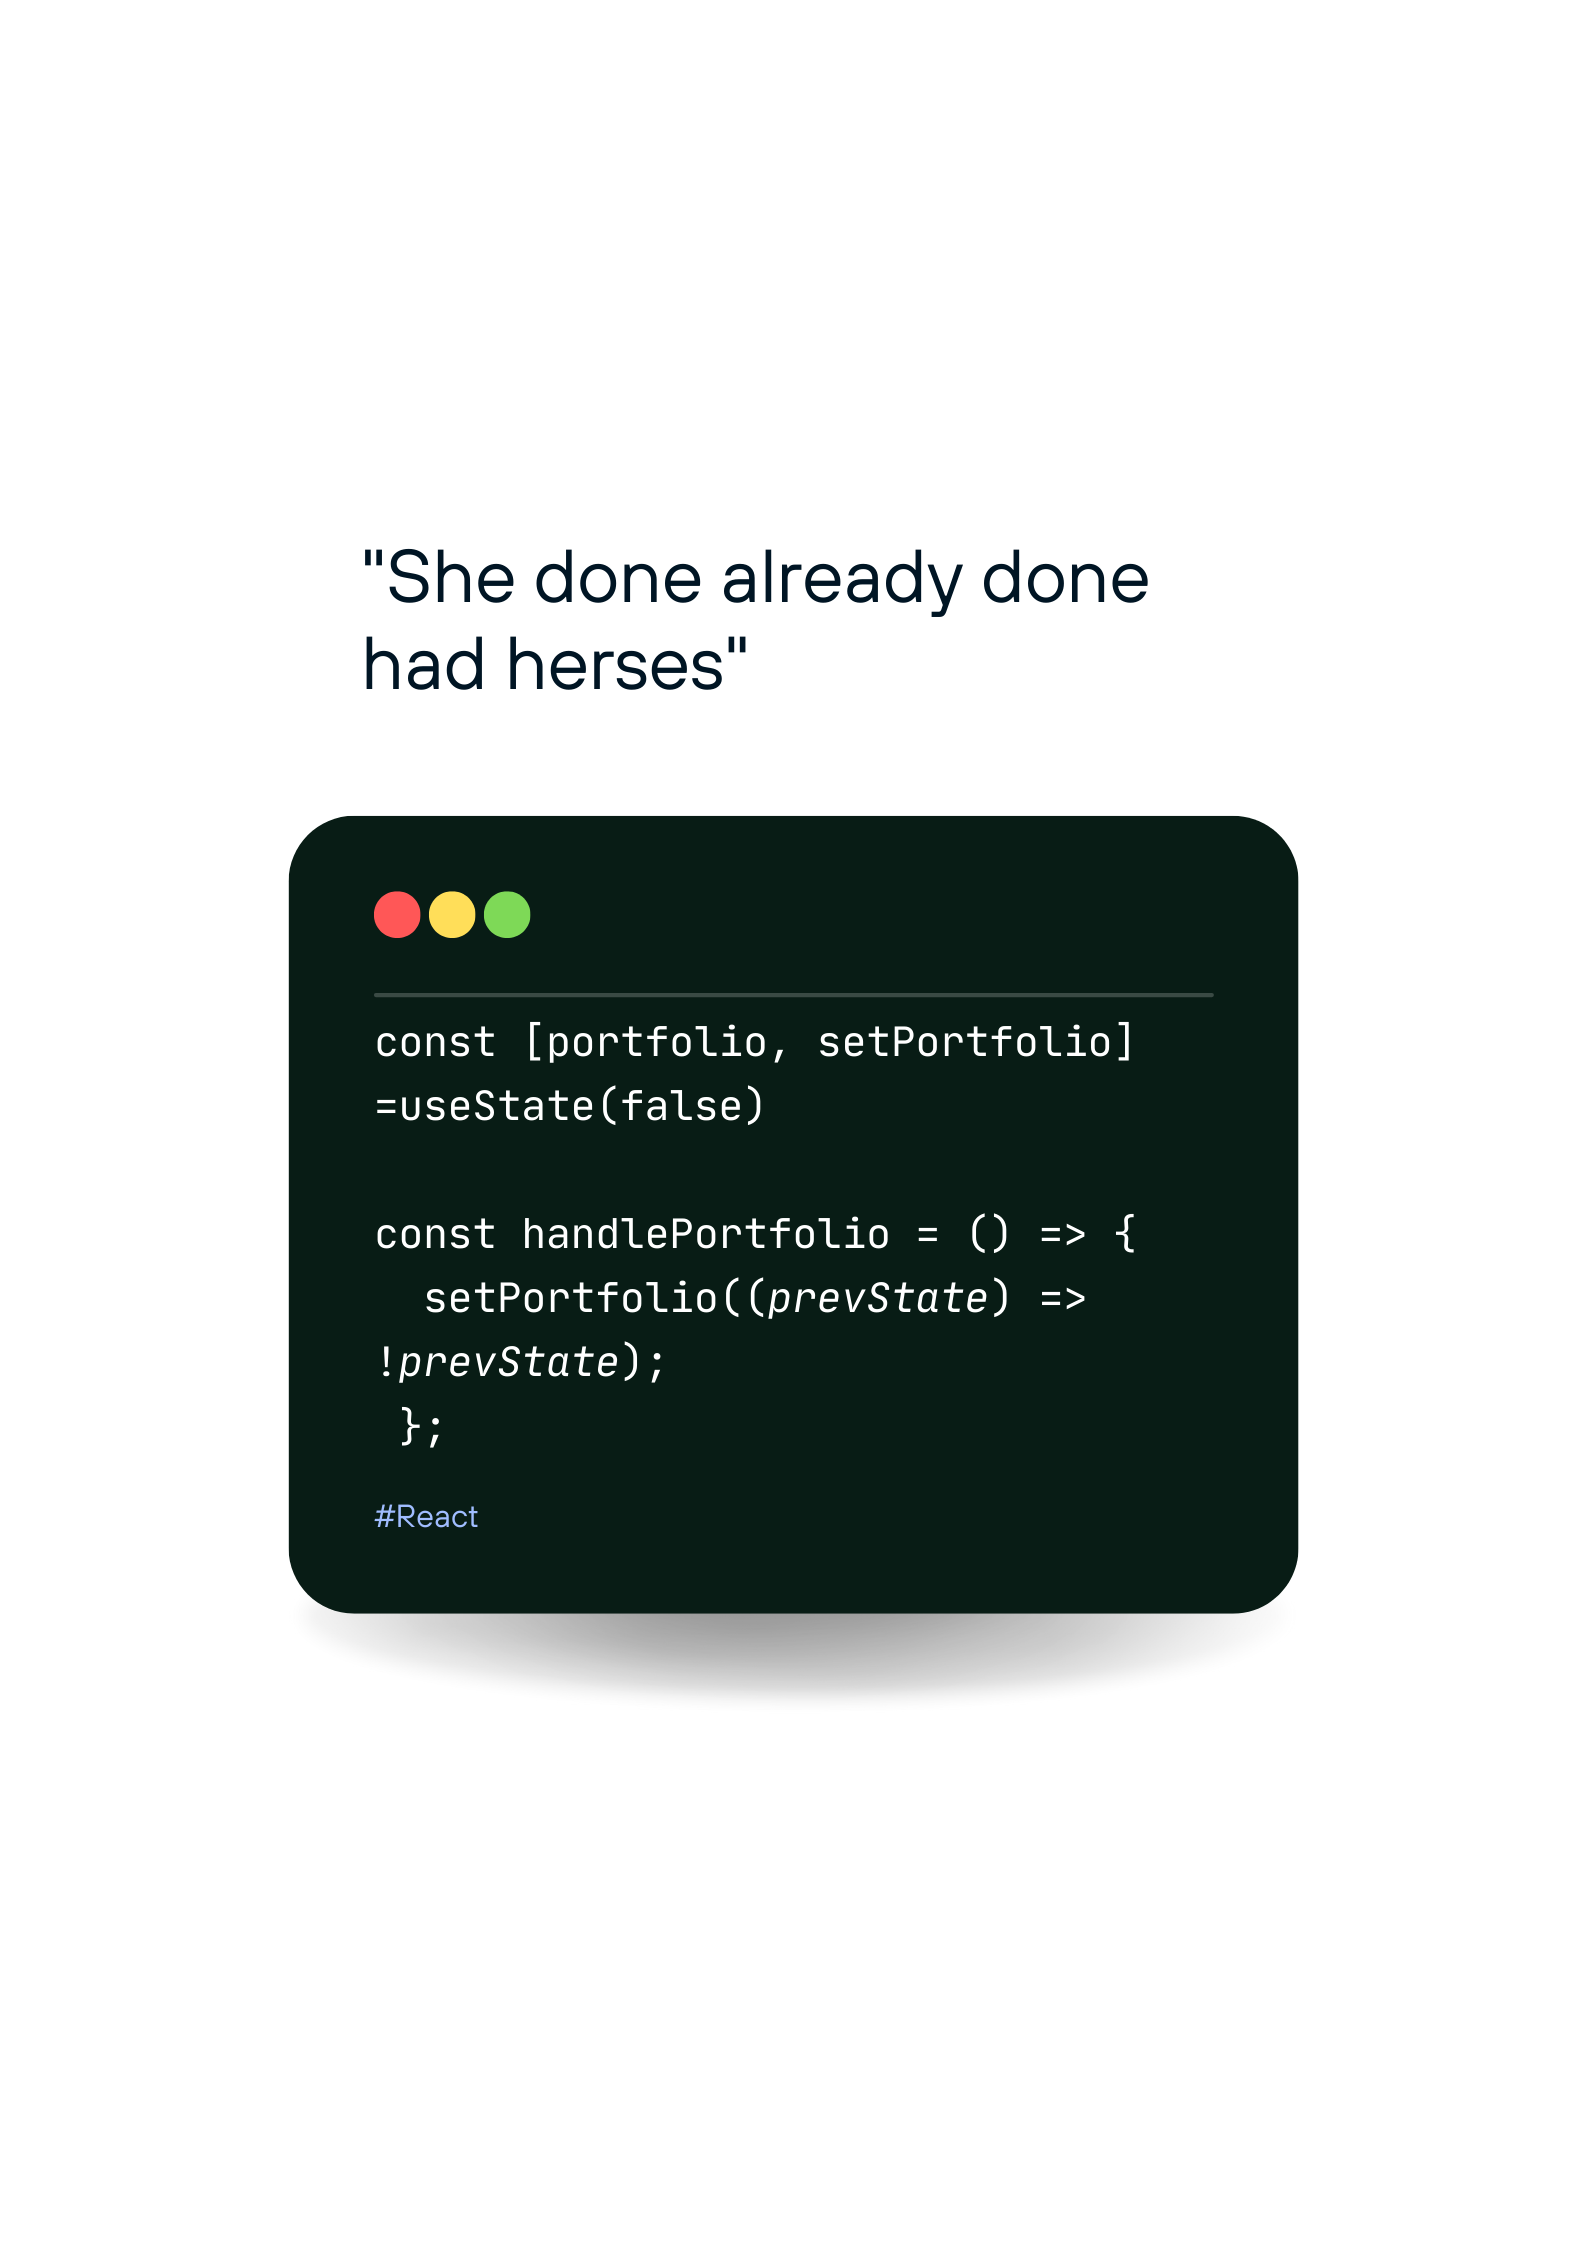 "She done already done
had herses"
const [portfolio, setPortfolio]
=useState(false)
const handlePortfolio = () => {
  setPortfolio((prevState) =>
!prevState);
 };
#React